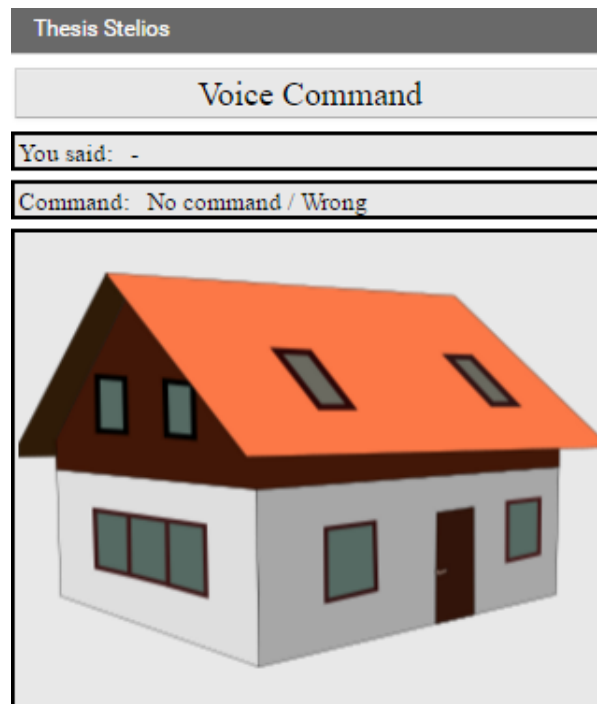 Thesis Stelios
Voice Command
You said: -
Command: No command / Wrong